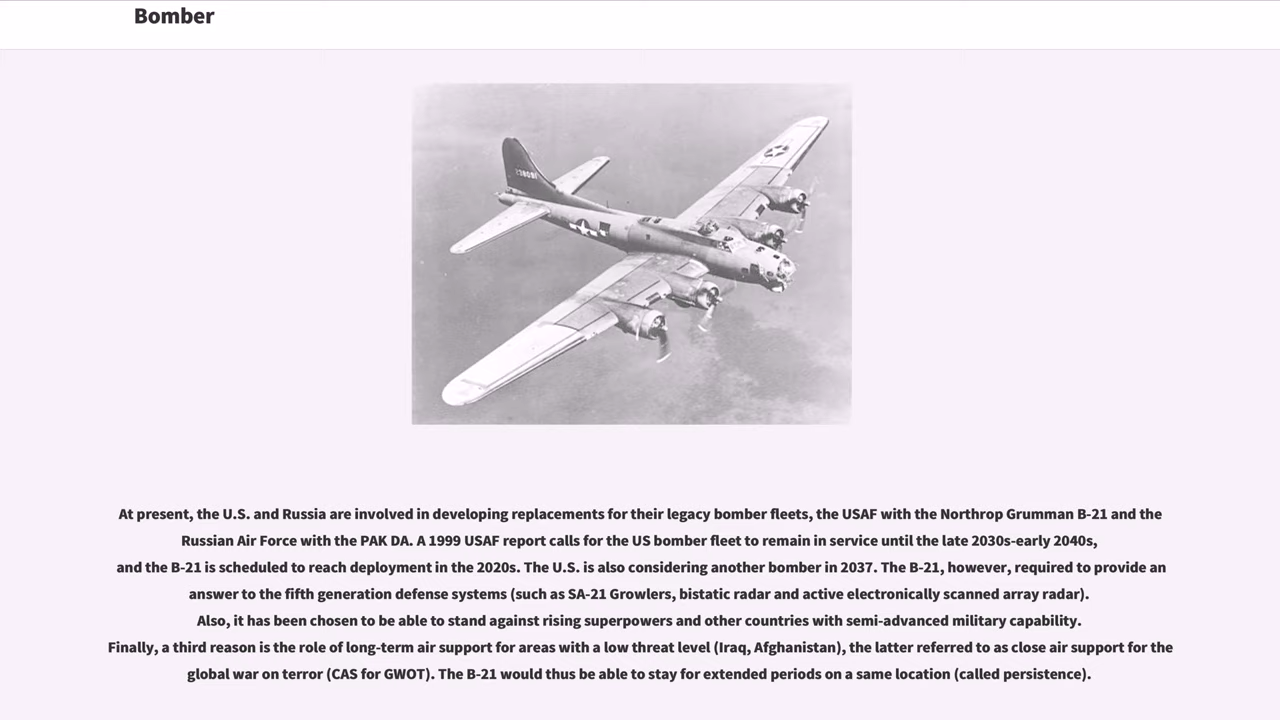 Bomber
At present, the U.S. and Russia are involved in developing replacements for their legacy bomber fleets, the USAF with the Northrop Grumman B-21 and the
Russian Air Force with the PAK DA. A 1999 USAF report calls for the US bomber fleet to remain in service until the late 2030s-early 2040s,
and the B-21 is scheduled to reach deployment in the 2020s. The U.S. is also considering another bomber in 2037. The B-21, however, required to provide an
answer to the fifth generation defense systems (such as SA-21 Growlers, bistatic radar and active electronically scanned array radar).
Also, it has been chosen to be able to stand against rising superpowers and other countries with semi-advanced military capability.
Finally, a third reason is the role of long-term air support for areas with a low threat level (Iraq, Afghanistan), the latter referred to as close air support for the
global war on terror (CAS for GWOT). The B-21 would thus be able to stay for extended periods on a same location (called persistence).